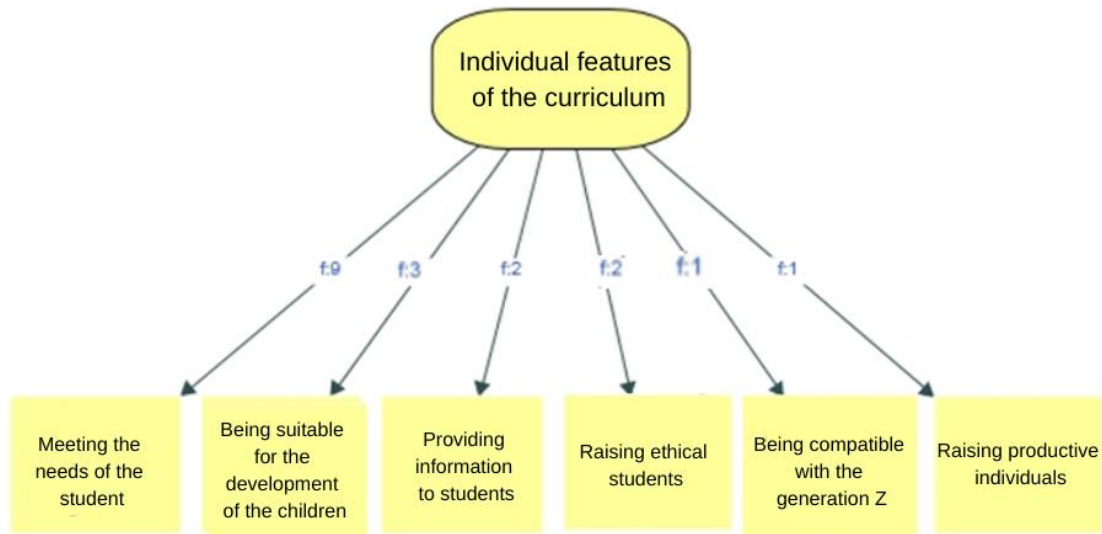 Individual features
of the curriculum
f:9
f:3
f:2
f:2
f:1
f:1
Meeting the
needs of the
student
Being suitable
for the
development
of the children
Providing
information
to students
Raising ethical
students
Being compatible
with the
generation Z
Raising productive
individuals